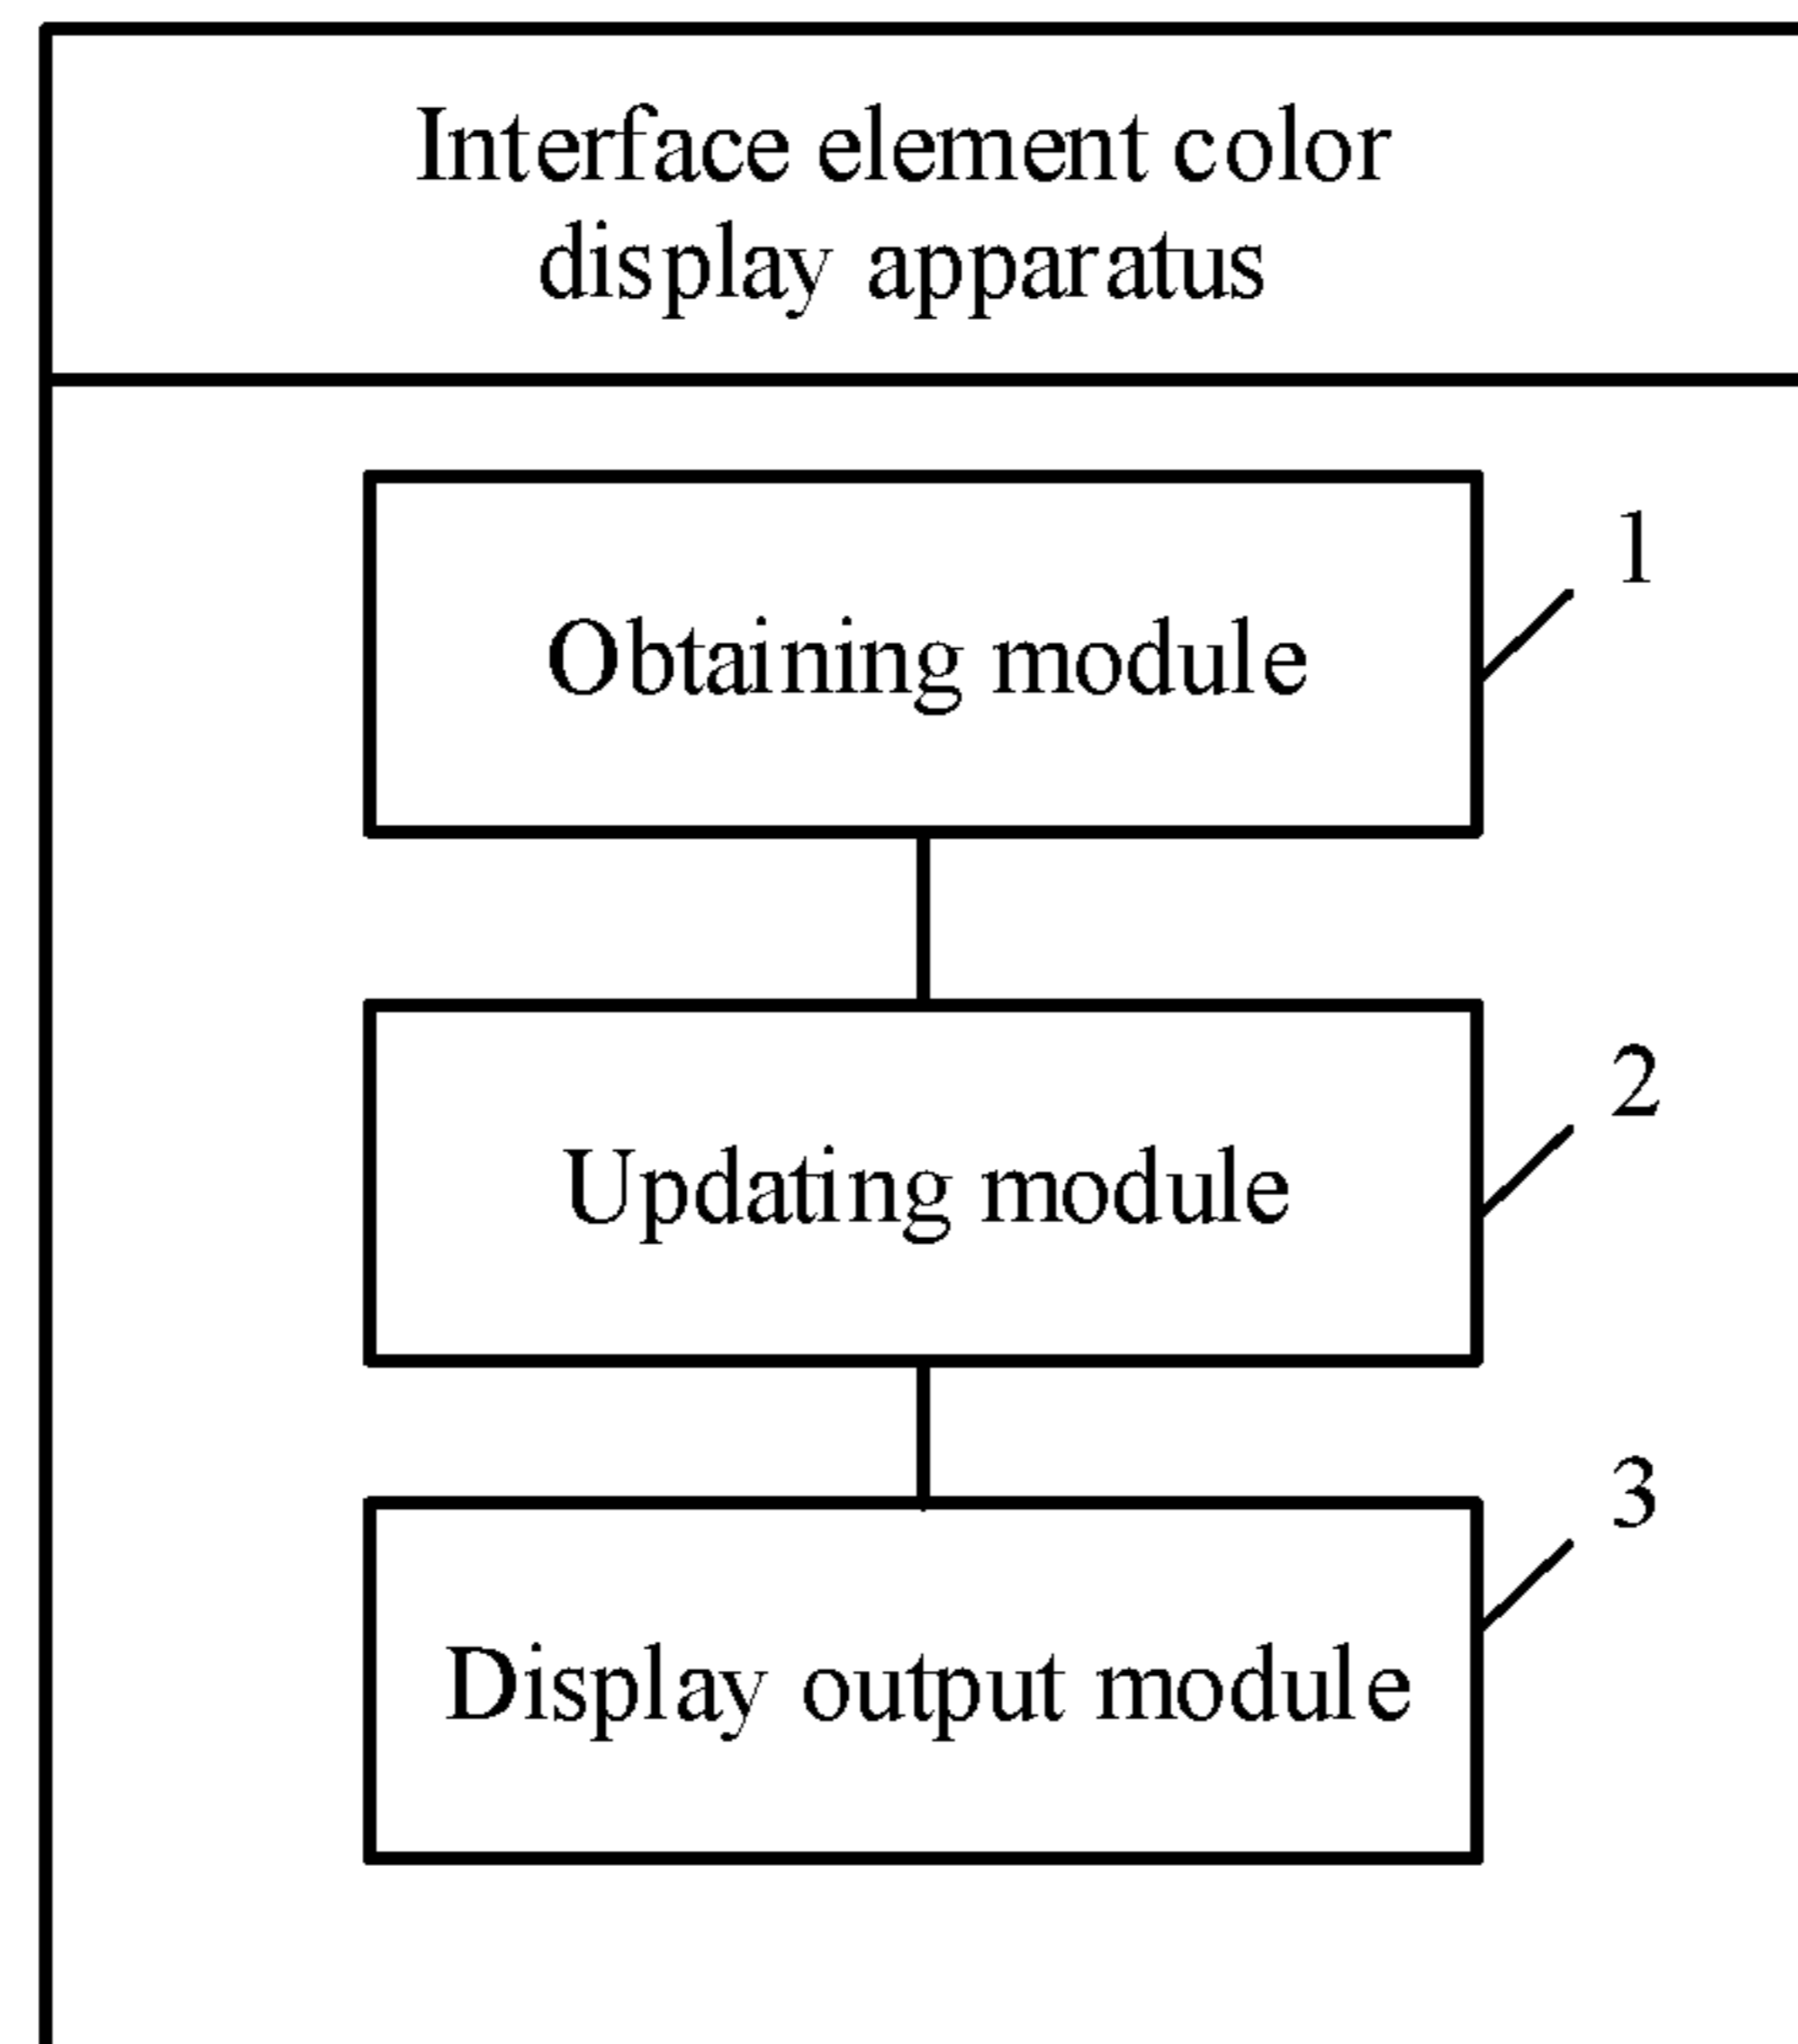 Interface element color
display apparatus
1
Obtaining module
2
Updating module
3
Display output module